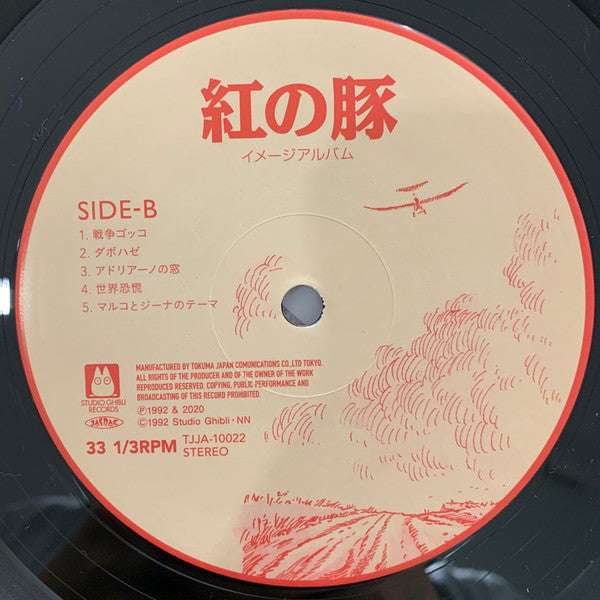 紅の豚
イメージアルバム
SIDE-B
1. 戦争ゴッコ
2. ダボハゼ
3. アドリアーノの窓
4. 世界恐慌
5. マルコとジーナのテーマ
MANUFACTURED BY TOKUMA JAPAN COMUNICATIONS CO.,LTD TOKYO.
ALL RIGHTS OF THE PRODUCER AND OF THE OWNER OF THE WORK
REPRODUCED RESERVED. COPYING, PUBLIC PERFORMANCE AND
BROADCASTING OF THIS RECORD PROHIBITED.
STUDIO GHIBLI
RECORDS
JASRAC
℗1992 & 2020
©1992 Studio Ghibli・NN
33 1/3RPM
TJJA-10022
STEREO